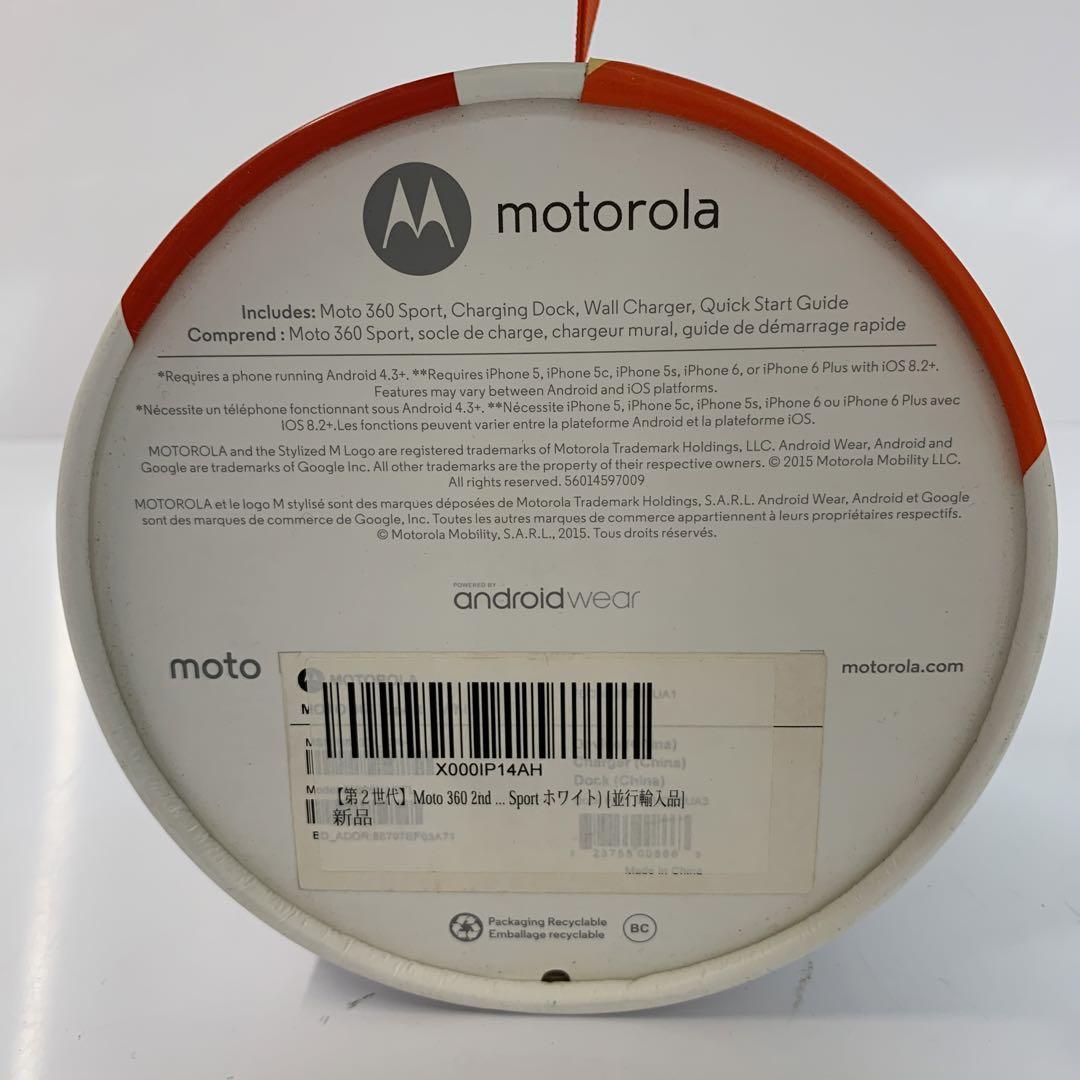 motorola
Includes: Moto 360 Sport, Charging Dock, Wall Charger, Quick Start Guide
Comprend : Moto 360 Sport, socle de charge, chargeur mural, guide de démarrage rapide
*Requires a phone running Android 4.3+. **Requires iPhone 5, iPhone 5c, iPhone 5s, iPhone 6, or iPhone 6 Plus with iOS 8.2+.
Features may vary between Android and iOS platforms.
*Nécessite un téléphone fonctionnant sous Android 4.3+. **Nécessite iPhone 5, iPhone 5c, iPhone 5s, iPhone 6 ou iPhone 6 Plus avec
IOS 8.2+.Les fonctions peuvent varier entre la plateforme Android et la plateforme iOS.
MOTOROLA and the Stylized M Logo are registered trademarks of Motorola Trademark Holdings, LLC. Android Wear, Android and
Google are trademarks of Google Inc. All other trademarks are the property of their respective owners. © 2015 Motorola Mobility LLC.
All rights reserved. 56014597009
MOTOROLA et le logo M stylisé sont des marques déposées de Motorola Trademark Holdings, S.A.R.L. Android Wear, Android et Google
sont des marques de commerce de Google, Inc. Toutes les autres marques de commerce appartiennent à leurs propriétaires respectifs.
© Motorola Mobility, S.A.R.L., 2015. Tous droits réservés.
POWERED BY
androidwear
moto
motorola.com
MOTOROLA
X000IP14AH
【第2世代】Moto 360 2nd ... Sport ホワイト) [並行輸入品]
新品
Charger (China)
Dock (China)
Made in China
Packaging Recyclable
Emballage recyclable
BC